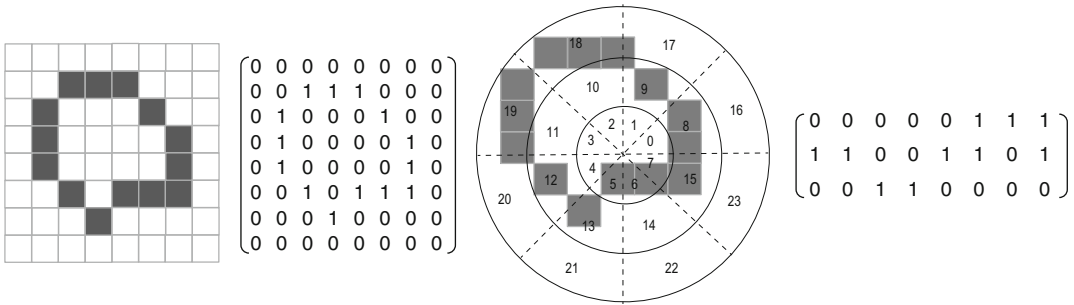 0 0 0 0 0 0 0 0
0 0 1 1 1 0 0 0
0 1 0 0 0 1 0 0
0 1 0 0 0 0 1 0
0 1 0 0 0 0 1 0
0 0 1 0 1 1 1 0
0 0 0 1 0 0 0 0
0 0 0 0 0 0 0 0
18 17
10 9
19 16
11 3 2 1 0 8
12 4 5 6 7 15
20 23
13 14
21 22
0 0 0 0 0 1 1 1
1 1 0 0 1 1 0 1
0 0 1 1 0 0 0 0